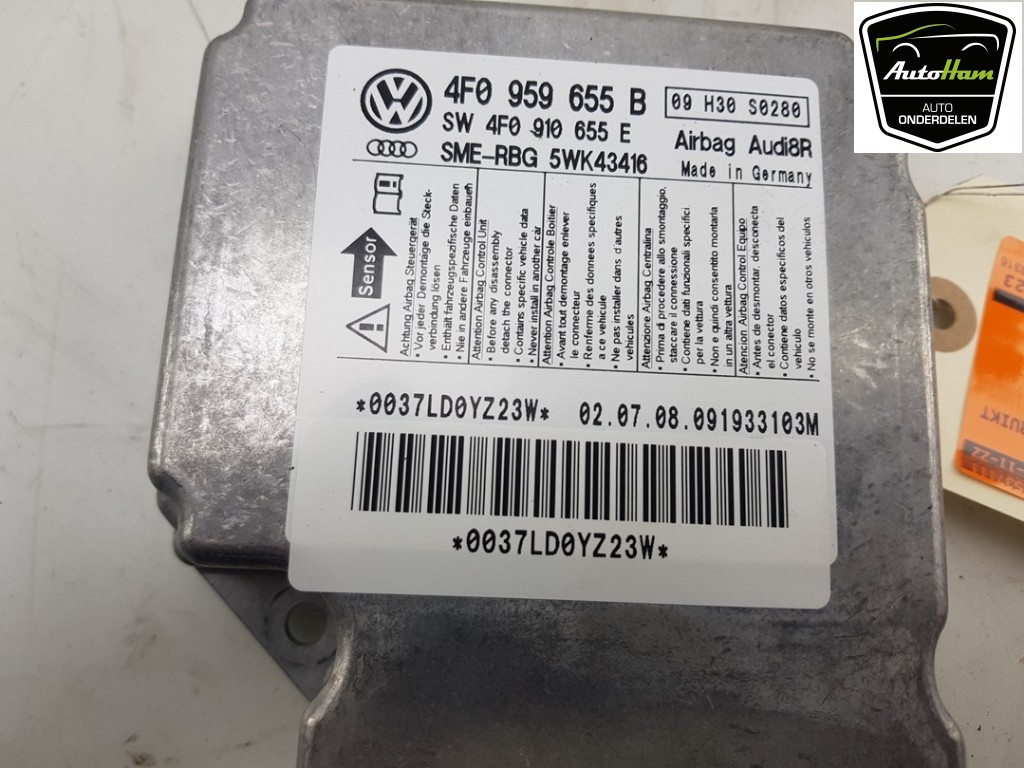 AutoHam
AUTO
ONDERDELEN
4F0 959 655 B
09 H30 S0280
SW 4F0 910 655 E
Airbag Audi8R
SME-RBG 5WK43416
Made in Germany
Sensor
Achtung Airbag Steuergerät
• Vor jeder Demontage die Steck-
verbindung lösen
• Enthält fahrzeugspezifische Daten
• Nie in andere Fahrzeuge einbauen
Attention Airbag Control Unit
• Before any disassembly
detach the connector
• Contains specific vehicle data
• Never install in another car
Attention Airbag Controle Boitier
• Avant tout demontage enlever
le connecteur
• Renferme des donnees specifiques
a ce vehicule
• Ne pas installer dans d'autres
vehicules
Attenzione Airbag Centralina
• Prima di procedere allo smontaggio,
staccare il connessione
• Contiene dati funzionali specifici.
per la vettura
• Non e quindi consentito montaria
in un altra vettura
Atencion Airbag Control Equipo
• Antes de desmontar, desconecta
el conector
• Contiene datos especificos del
vehiculo
• No se monte en otros vehiculos
*0037LD0YZ23W* 02.07.08.091933103M
*0037LD0YZ23W*